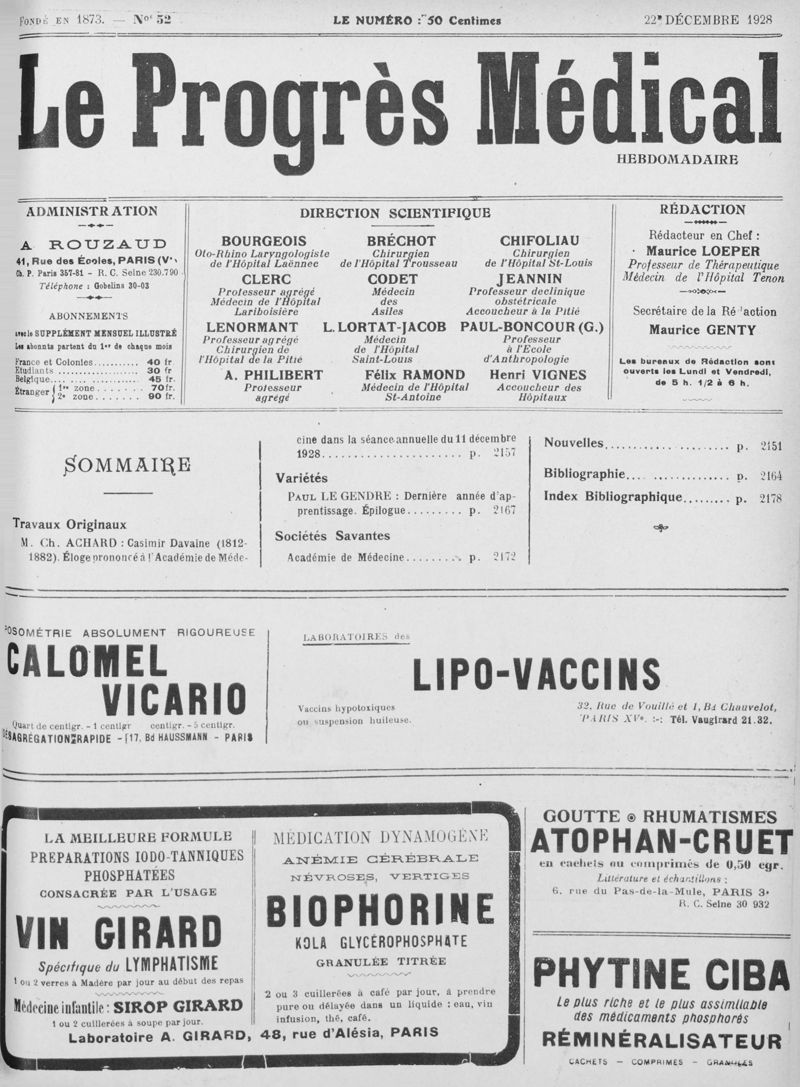 FONDÉ EN 1873. — Nº 52
LE NUMÉRO : 50 Centimes
22 DÉCEMBRE 1928
Le Progrès Médical
HEBDOMADAIRE
ADMINISTRATION
A ROUZAUD
41, Rue des Écoles, PARIS (Vᵉ)
Ch. P. Paris 357-81 - R. C. Seine 230.790
Téléphone : Gobelins 30-03
ABONNEMENTS
avec le SUPPLÉMENT MENSUEL ILLUSTRÉ
Les abonnts partent du 1er de chaque mois
France et Colonies........... 40 fr.
Etudiants ................... 30 fr
Belgique..................... 45 fr.
Étranger { 1re zone ....... 70 fr.
2e zone ....... 90 fr.
DIRECTION SCIENTIFIQUE
BOURGEOIS
Oto-Rhino Laryngologiste
de l'Hôpital Laënnec
CLERC
Professeur agrégé
Médecin de l'Hôpital
Lariboisière
LENORMANT
Professeur agrégé
Chirurgien de
l'Hôpital de la Pitié
A. PHILIBERT
Professeur
agrégé
BRÉCHOT
Chirurgien
de l'Hôpital Trousseau
CODET
Médecin
des
Asiles
L. LORTAT-JACOB
Médecin
de l'Hôpital
Saint-Louis
Félix RAMOND
Médecin de l'Hôpital
St-Antoine
CHIFOLIAU
Chirurgien
de l'Hôpital St-Louis
JEANNIN
Professeur declinique
obstétricale
Accoucheur à la Pitié
PAUL-BONCOUR (G.)
Professeur
à l'Ecole
d'Anthropologie
Henri VIGNES
Accoucheur des
Hôpitaux
RÉDACTION
Rédacteur en Chef :
Maurice LOEPER
Professeur de Thérapeutique
Médecin de l'Hôpital Tenon
Secrétaire de la Ré'action
Maurice GENTY
Les bureaux de Rédaction sont
ouverts les Lundi et Vendredi,
de 5 h. 1/2 à 6 h.
SOMMAIRE
Travaux Originaux
M. Ch. ACHARD : Casimir Davaine (1812-
1882). Éloge prononcé à l'Académie de Méde-
cine dans la séance annuelle du 11 décembre
1928...................... p. 2157
Variétés
PAUL LE GENDRE : Dernière année d'ap-
prentissage. Épilogue......... p. 2167
Sociétés Savantes
Académie de Médecine......... p. 2172
Nouvelles.................... p. 2151
Bibliographie................ p. 2164
Index Bibliographique........ p. 2178
POSOMÉTRIE ABSOLUMENT RIGOUREUSE
CALOMEL
VICARIO
Quart de centigr. - 1 centigr centigr. - 5 centigr.
DÉSAGRÉGATION RAPIDE - 17, Bd HAUSSMANN - PARIS
LABORATOIRES des
LIPO-VACCINS
Vaccins hypotoxiques
ou suspension huileuse.
32, Rue de Vouillé et 1, Bd Chauvelot,
PARIS XVe. :-: Tél. Vaugirard 21.32.
LA MEILLEURE FORMULE
PREPARATIONS IODO-TANNIQUES
PHOSPHATÉES
CONSACRÉE PAR L'USAGE
VIN GIRARD
Spécifique du LYMPHATISME
1 ou 2 verres à Madère par jour au début des repas
Médecine infantile : SIROP GIRARD
1 ou 2 cuillerées à soupe par jour.
MÉDICATION DYNAMOGÈNE
ANÉMIE CÉRÉBRALE
NÉVROSES, VERTIGES
BIOPHORINE
KOLA GLYCÉROPHOSPHATE
GRANULÉE TITRÉE
2 ou 3 cuillerées à café par jour, à prendre
pure ou délayée dans un liquide : eau, vin
infusion, thé, café.
Laboratoire A. GIRARD, 48, rue d'Alésia, PARIS
GOUTTE ⊙ RHUMATISMES
ATOPHAN-CRUET
en cachets ou comprimés de 0,50 cgr.
Littérature et échantillons :
6. rue du Pas-de-la-Mule, PARIS 3e
R. C. Seine 30 932
PHYTINE CIBA
Le plus riche et le plus assimilable
des médicaments phosphorés
RÉMINÉRALISATEUR
CACHETS — COMPRIMES — GRANULÉS